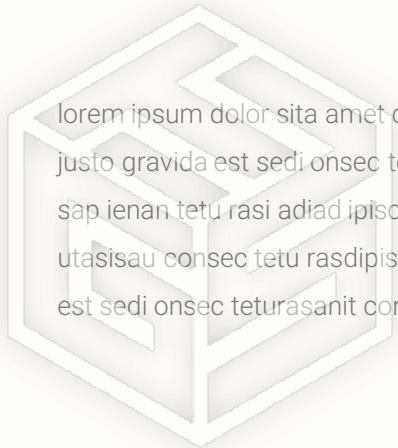 lorem ipsum dolor sita amet
justo gravida est sedi onsec
sap ienan tetu rasi adiad ipisc
utasisau consec tetu rasdipis
est sedi onsec teturasanit